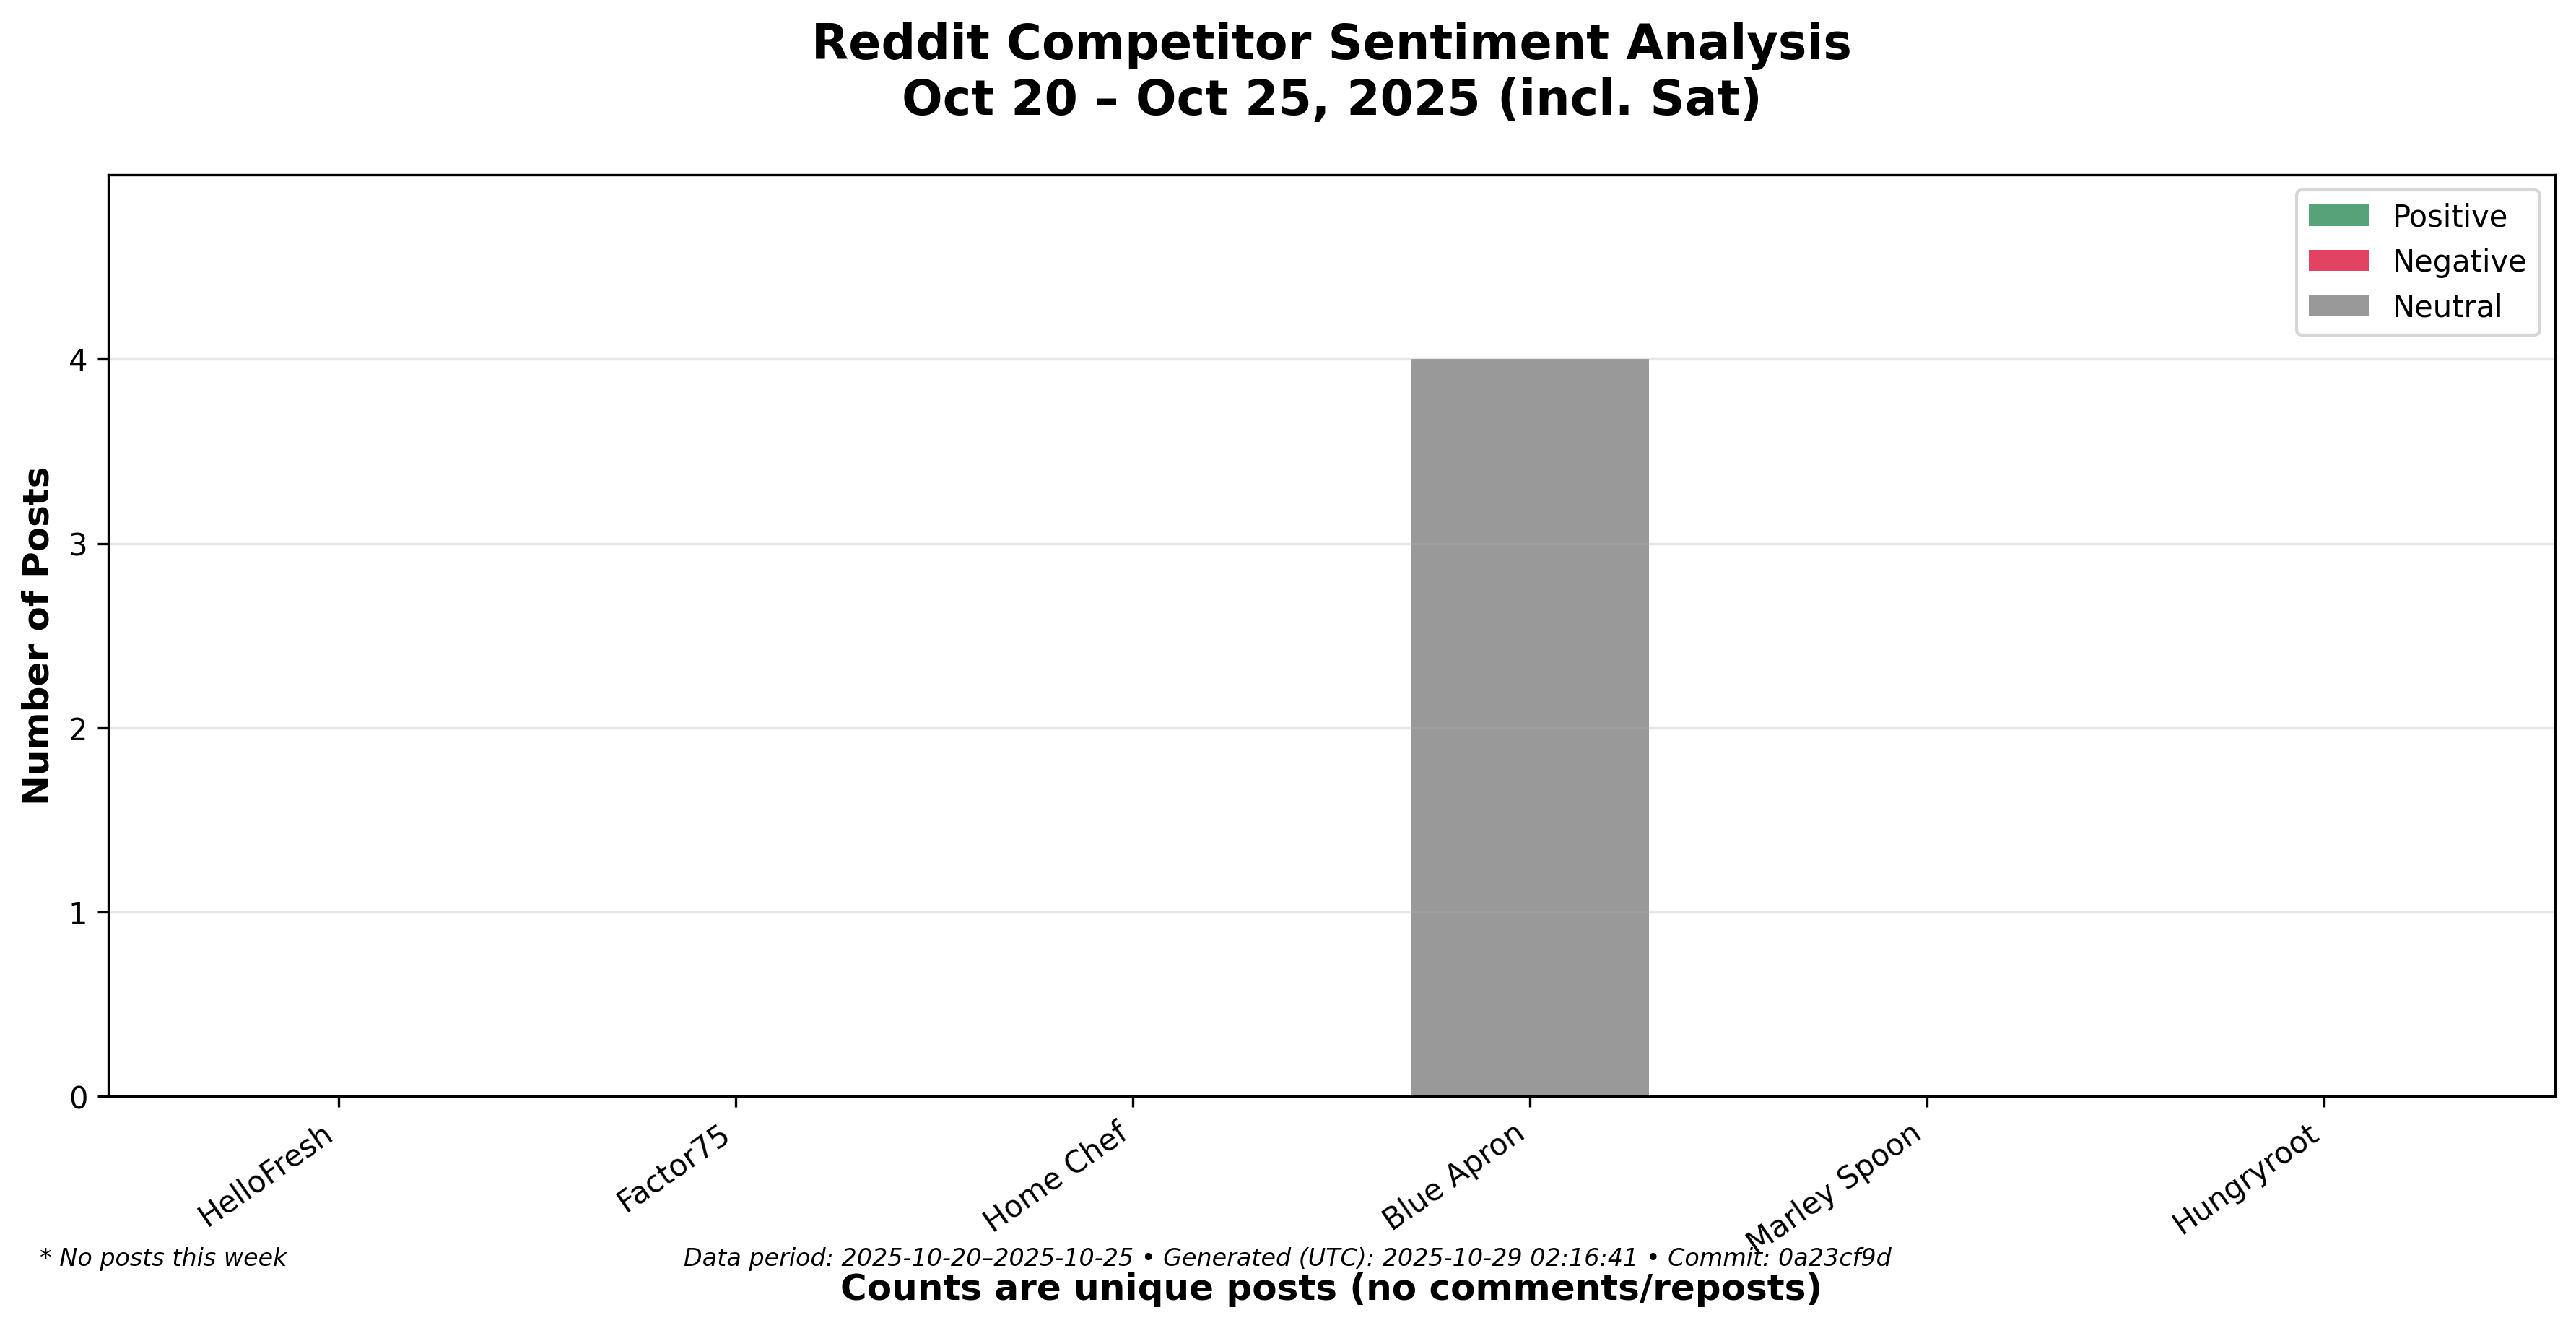 Reddit Competitor Sentiment Analysis
Oct 20 – Oct 25, 2025 (incl. Sat)
Positive
Negative
Neutral
Number of Posts
4
3
2
1
0
HelloFresh
Factor75
Home Chef
Blue Apron
Marley Spoon
Hungryroot
* No posts this week
Data period: 2025-10-20–2025-10-25 • Generated (UTC): 2025-10-29 02:16:41 • Commit: 0a23cf9d
Counts are unique posts (no comments/reposts)